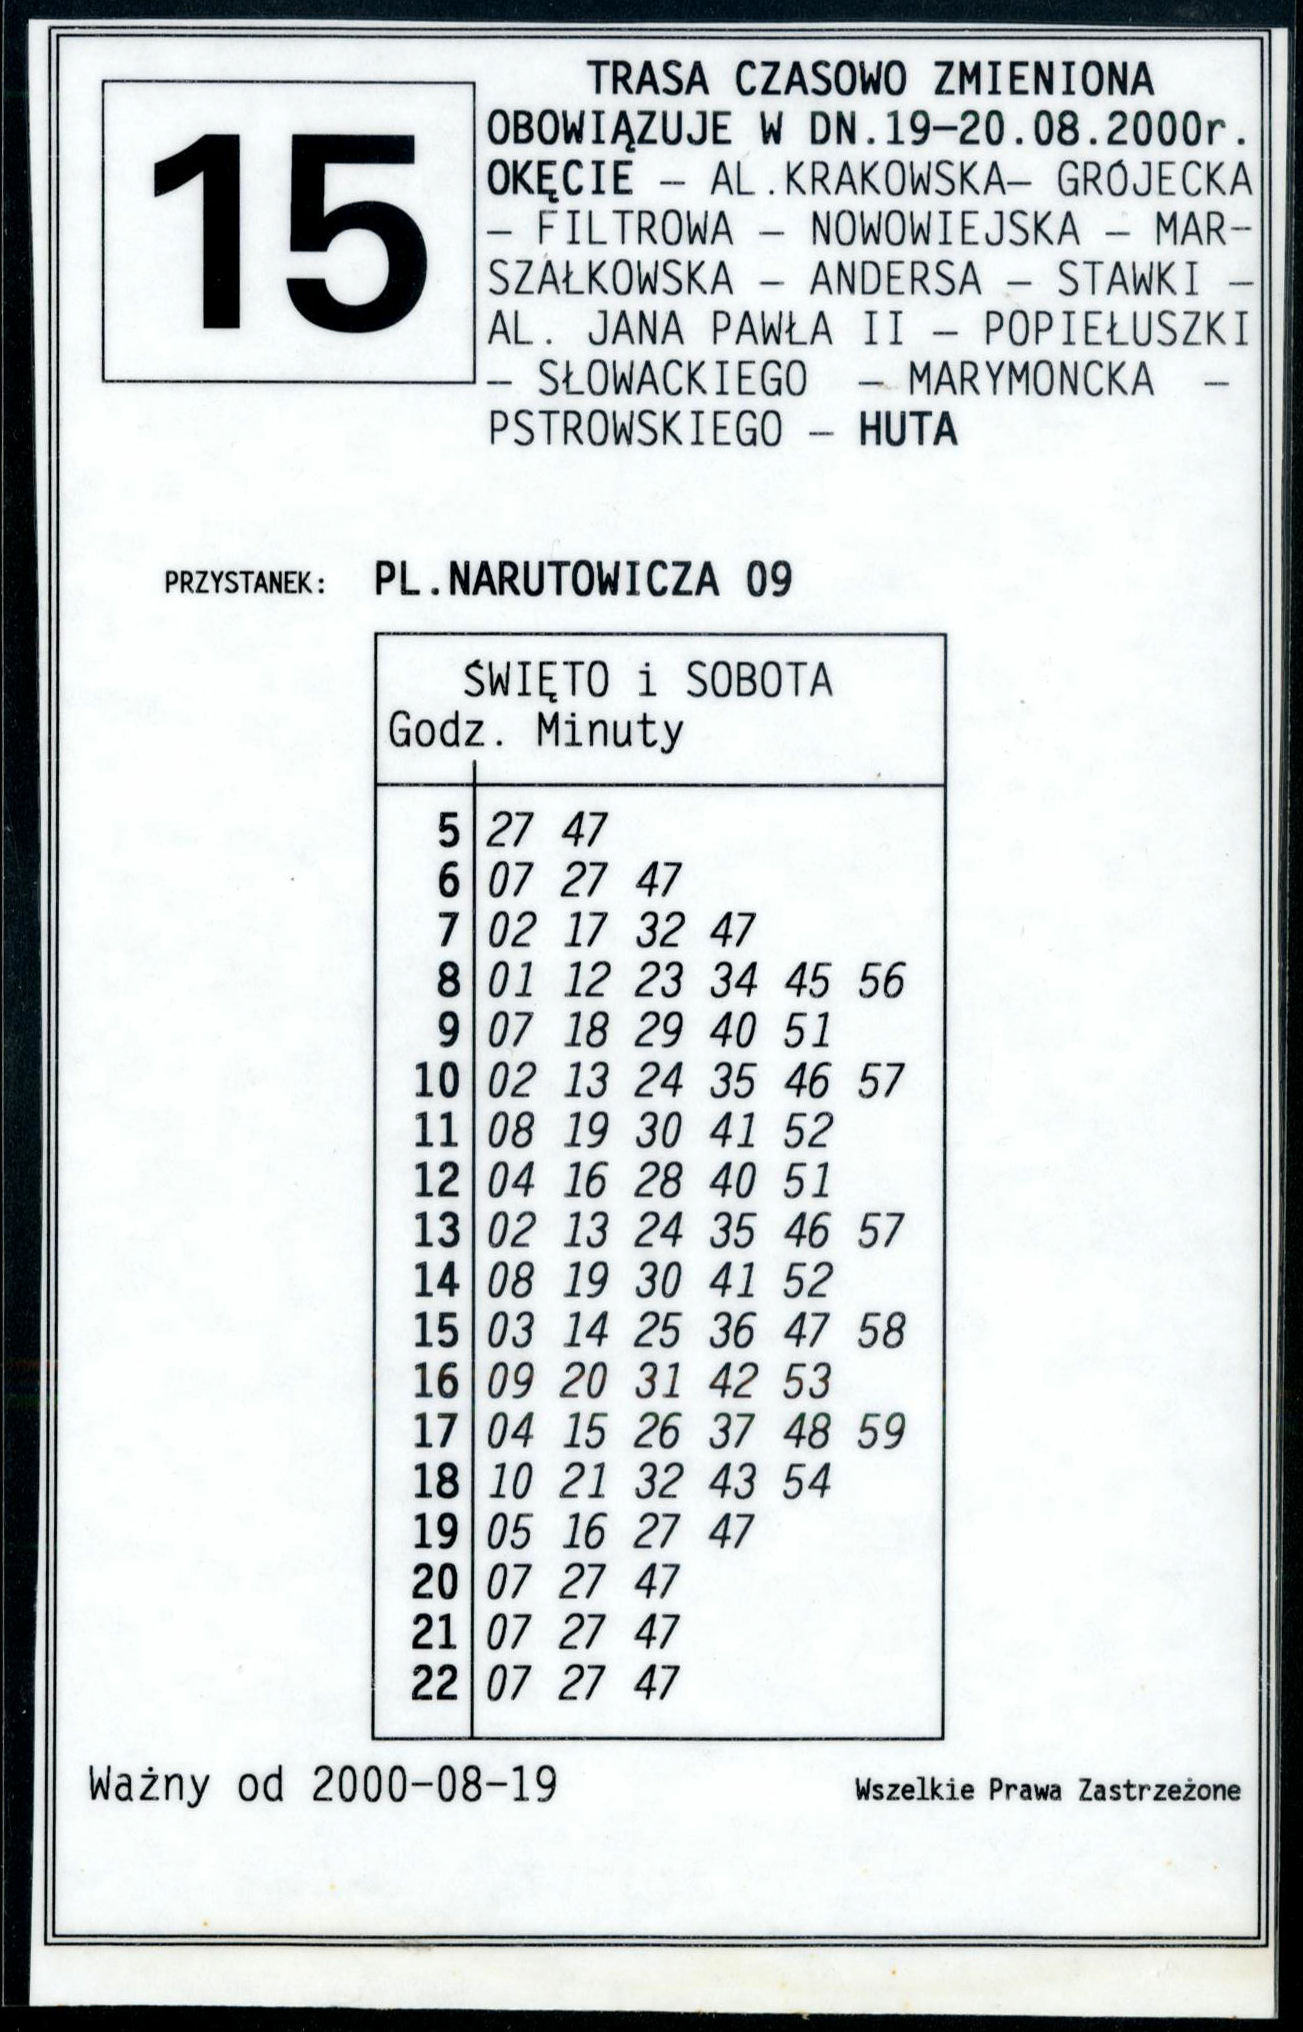 15
TRASA CZASOWO ZMIENIONA
OBOWIĄZUJE W DN.19-20.08.2000r.
OKĘCIE – AL.KRAKOWSKA– GRÓJECKA
– FILTROWA – NOWOWIEJSKA – MAR-
SZAŁKOWSKA – ANDERSA – STAWKI –
AL. JANA PAWŁA II – POPIEŁUSZKI
– SŁOWACKIEGO – MARYMONCKA –
PSTROWSKIEGO – HUTA
PRZYSTANEK: PL.NARUTOWICZA 09
ŚWIĘTO i SOBOTA
Godz. Minuty
5 27 47
6 07 27 47
7 02 17 32 47
8 01 12 23 34 45 56
9 07 18 29 40 51
10 02 13 24 35 46 57
11 08 19 30 41 52
12 04 16 28 40 51
13 02 13 24 35 46 57
14 08 19 30 41 52
15 03 14 25 36 47 58
16 09 20 31 42 53
17 04 15 26 37 48 59
18 10 21 32 43 54
19 05 16 27 47
20 07 27 47
21 07 27 47
22 07 27 47
Ważny od 2000-08-19 Wszelkie Prawa Zastrzeżone